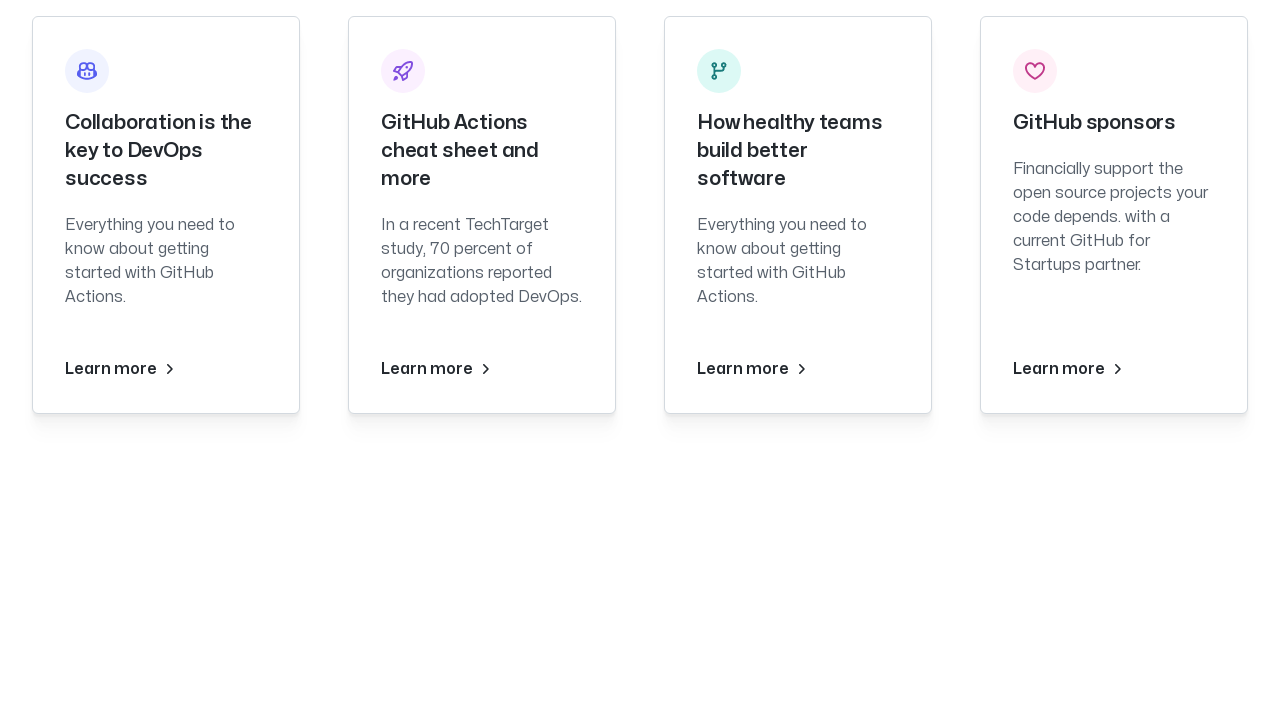 Collaboration is the
key to DevOps
success
Everything you need to
know about getting
started with GitHub
Actions.
Learn more
GitHub Actions
cheat sheet and
more
In a recent TechTarget
study, 70 percent of
organizations reported
they had adopted DevOps.
Learn more
How healthy teams
build better
software
Everything you need to
know about getting
started with GitHub
Actions.
Learn more
GitHub sponsors
Financially support the
open source projects your
code depends. with a
current GitHub for
Startups partner.
Learn more